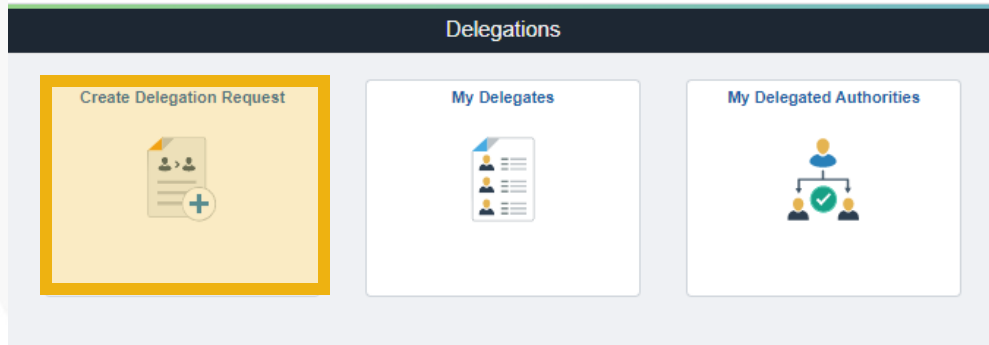 Delegations
Create Delegation Request
My Delegates
My Delegated Authorities